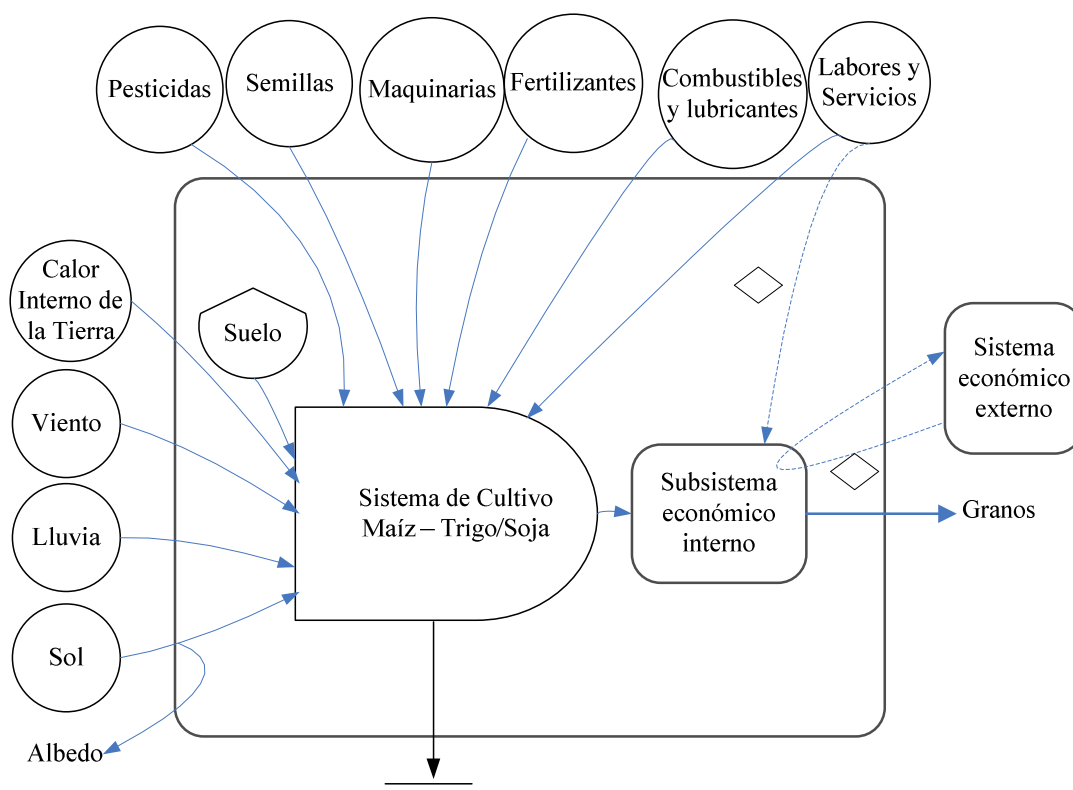 Pesticidas
Semillas
Maquinarias
Fertilizantes
Combustibles
y lubricantes
Labores y
Servicios
Calor
Interno de
la Tierra
Suelo
Viento
Lluvia
Sol
Albedo
Sistema de Cultivo
Maíz – Trigo/Soja
Subsistema
económico
interno
Sistema
económico
externo
Granos